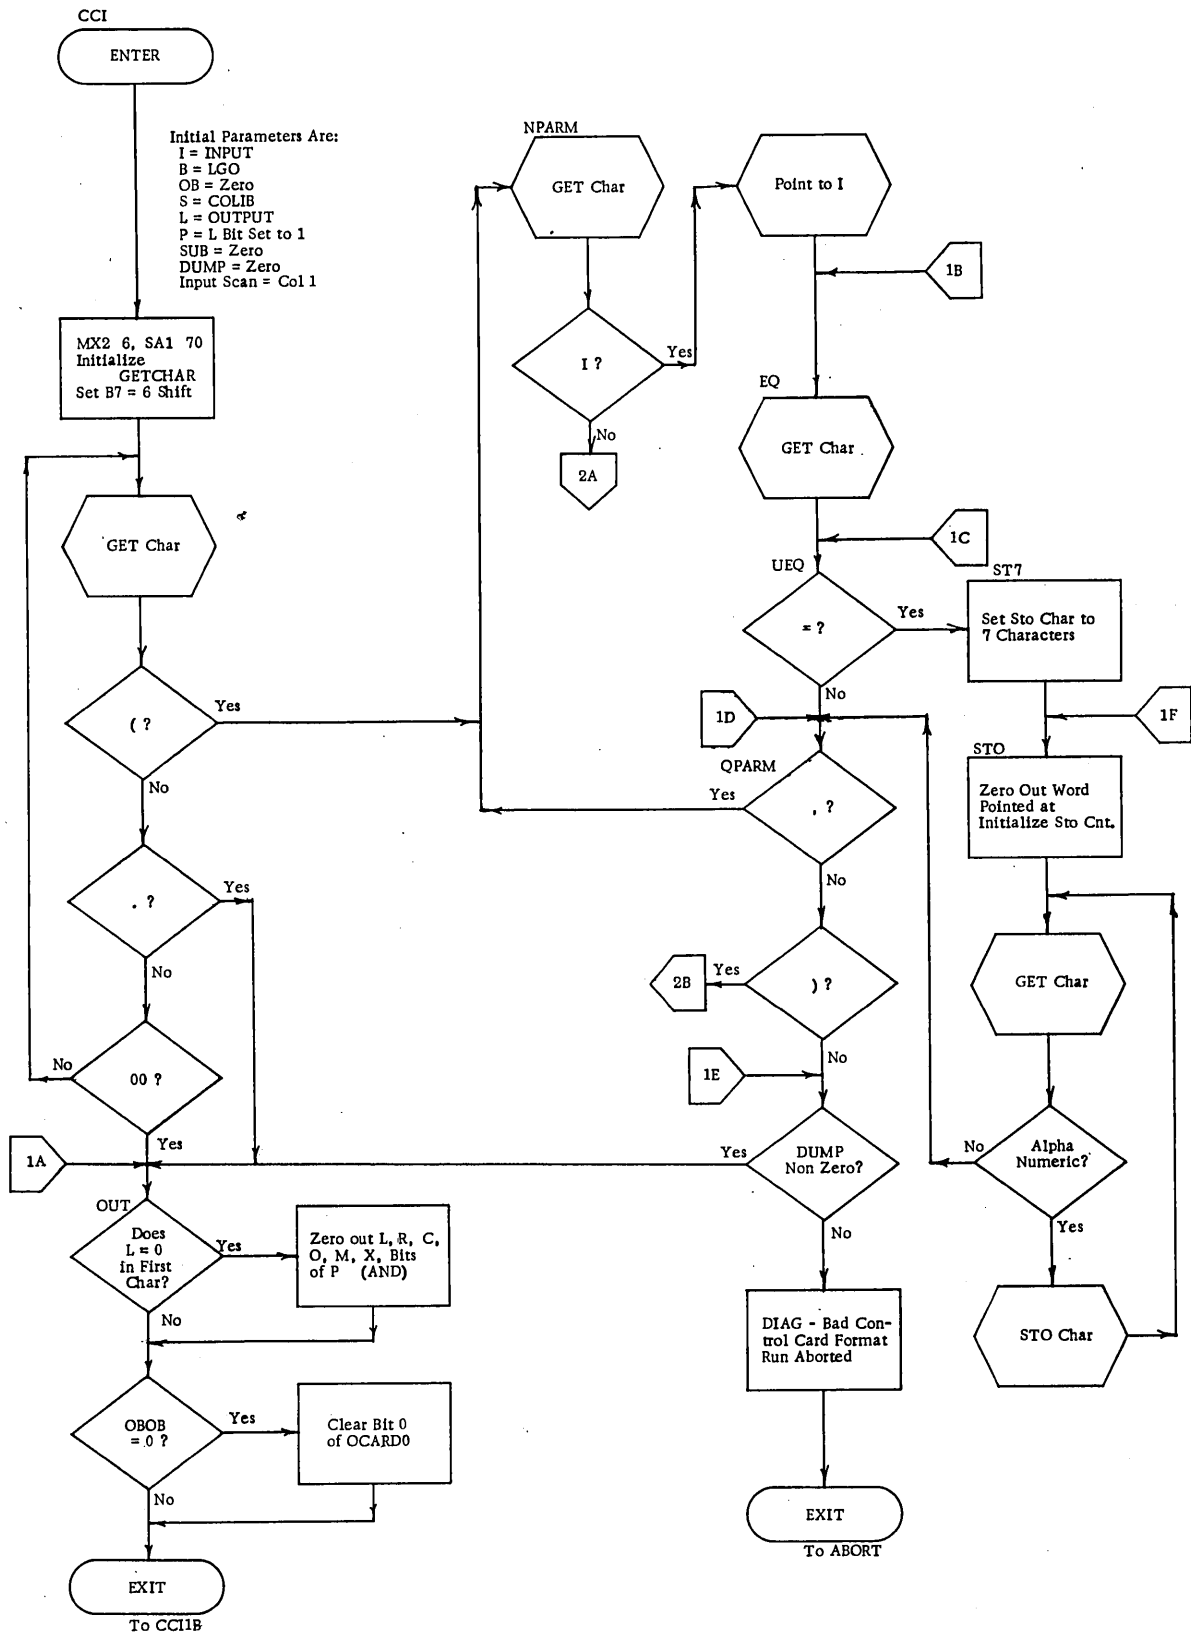 CCI
ENTER
Initial Parameters Are:
I = INPUT
B = LGO
OB = Zero
S = COLIB
L = OUTPUT
P = L Bit Set to 1
SUB = Zero
DUMP = Zero
Input Scan = Col 1
MX2 6, SA1 70
Initialize
GETCHAR
Set B7 = 6 Shift
GET Char
( ?
Yes
No
. ?
Yes
No
00 ?
No
Yes
1A
OUT
Does
L = 0
in First
Char?
Yes
Zero out L, R, C,
O, M, X, Bits
of P (AND)
No
OBOB
= 0 ?
Yes
Clear Bit 0
of OCARD0
No
EXIT
To CCI1B
NPARM
GET Char
I ?
Yes
No
2A
Point to I
1B
EQ
GET Char
1C
UEQ
= ?
Yes
No
1D
QPARM
, ?
Yes
No
) ?
Yes
2B
No
1E
DUMP
Non Zero?
Yes
No
DIAG - Bad Con-
trol Card Format
Run Aborted
EXIT
To ABORT
ST7
Set Sto Char to
7 Characters
1F
STO
Zero Out Word
Pointed at
Initialize Sto Cnt.
GET Char
Alpha
Numeric?
No
Yes
STO Char